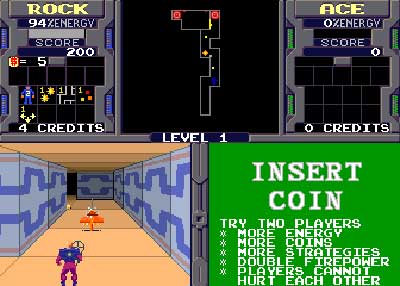 ROCK
94%ENERGY
SCORE
200
= 5
4 CREDITS
LEVEL 1
ACE
0%ENERGY
SCORE
0
0 CREDITS
INSERT
COIN
TRY TWO PLAYERS
* MORE ENERGY
* MORE COINS
* MORE STRATEGIES
* DOUBLE FIREPOWER
* PLAYERS CANNOT
HURT EACH OTHER